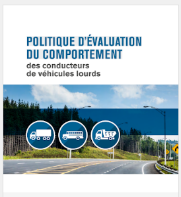 POLITIQUE D'ÉVALUATION
DU COMPORTEMENT
des conducteurs
de véhicules lourds